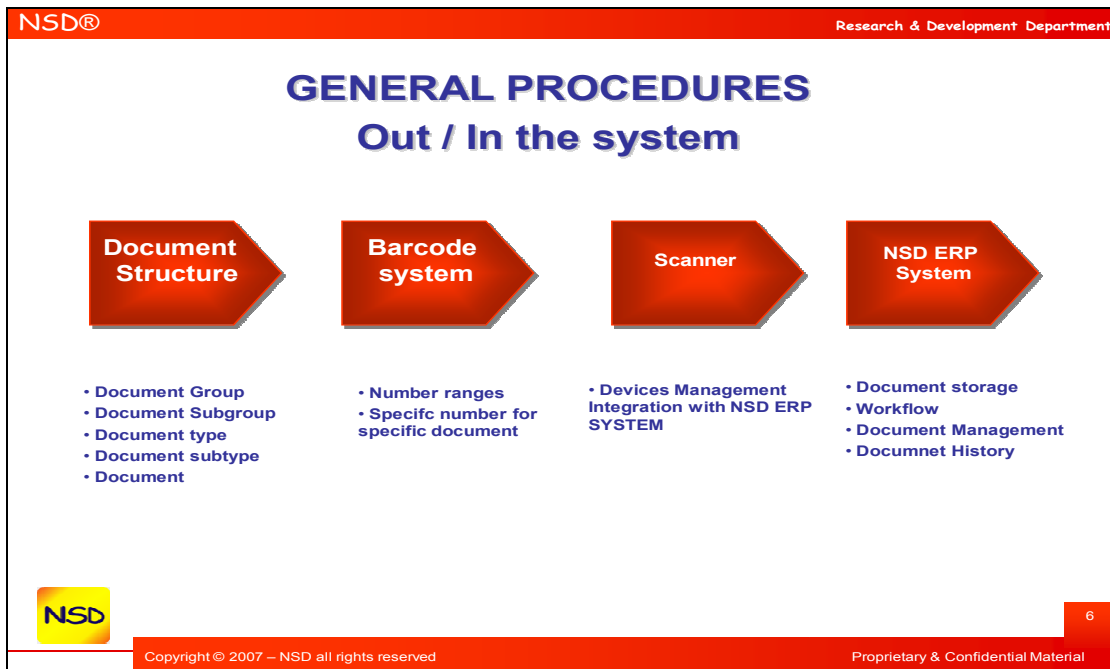 NSD®
Research & Development Department
GENERAL PROCEDURES
Out / In the system
Document
Structure
Barcode
system
Scanner
NSD ERP
System
• Document Group
• Document Subgroup
• Document type
• Document subtype
• Document
• Number ranges
• Specifc number for
specific document
• Devices Management
Integration with NSD ERP
SYSTEM
• Document storage
• Workflow
• Document Management
• Documnet History
NSD
6
Copyright © 2007 – NSD all rights reserved
Proprietary & Confidential Material